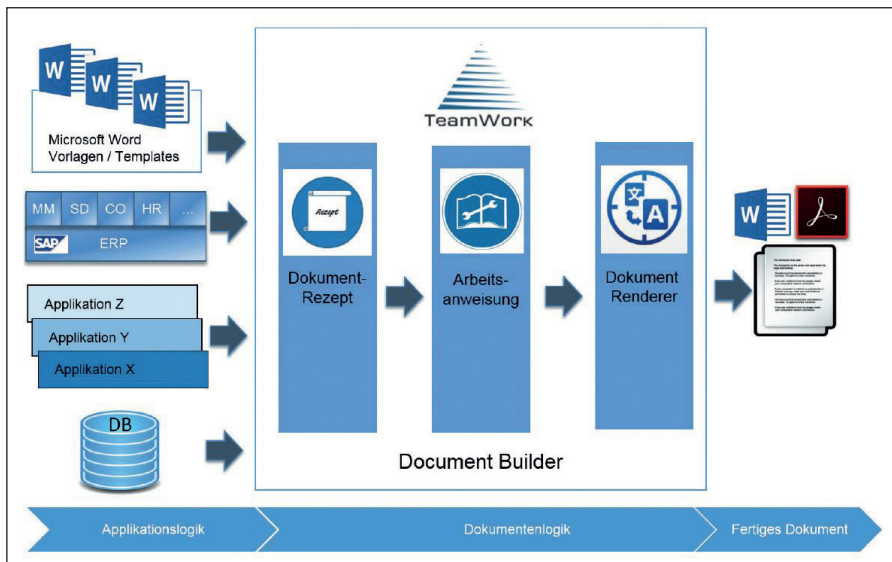 W
W
W
Microsoft Word
Vorlagen / Templates
MM SD CO HR ...
SAP ERP
Applikation Z
Applikation Y
Applikation X
DB
TeamWork
Rezept
Dokument-
Rezept
Arbeits-
anweisung
文
A
Dokument
Renderer
Document Builder
W
Applikationslogik
Dokumentenlogik
Fertiges Dokument